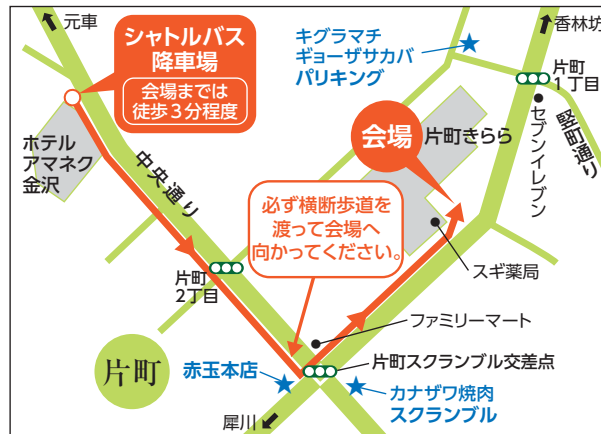 元車
シャトルバス
降車場
会場までは
徒歩３分程度
キグラマチ
ギョーザサカバ
パリキング
香林坊
片町
1丁目
会場
片町きらら
セブンイレブン
竪町通り
ホテル
アマネク
金沢
中央通り
必ず横断歩道を
渡って会場へ
向かってください。
片町
2丁目
スギ薬局
ファミリーマート
片町
赤玉本店
片町スクランブル交差点
カナザワ焼肉
スクランブル
犀川